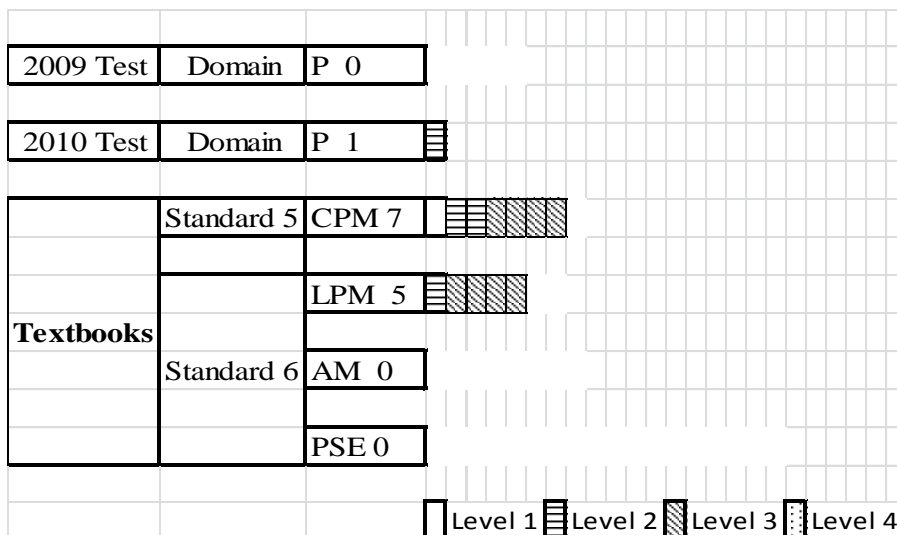 2009 Test Domain P 0
2010 Test Domain P 1
Standard 5 CPM 7
LPM 5
Textbooks
Standard 6 AM 0
PSE 0
Level 1 Level 2 Level 3 Level 4